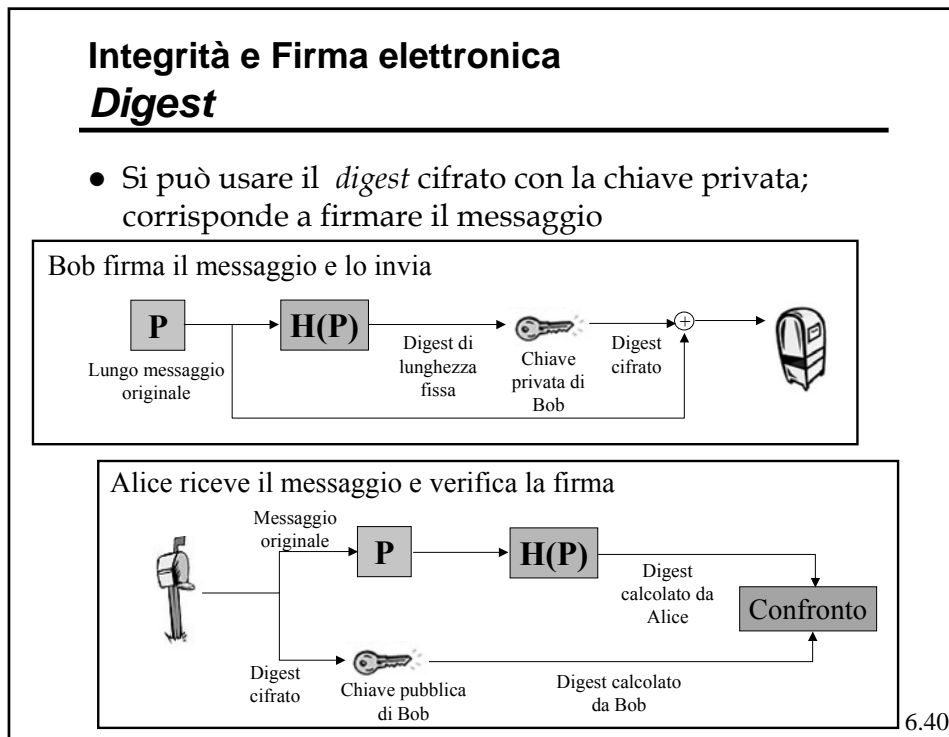 Integrità e Firma elettronica
Digest
● Si può usare il digest cifrato con la chiave privata;
corrisponde a firmare il messaggio
Bob firma il messaggio e lo invia
P
H(P)
+
Lungo messaggio
originale
Digest di
lunghezza
fissa
Chiave
privata di
Bob
Digest
cifrato
Alice riceve il messaggio e verifica la firma
Messaggio
originale
P
H(P)
Digest
calcolato da
Alice
Confronto
Digest
cifrato
Chiave pubblica
di Bob
Digest calcolato
da Bob
6.40